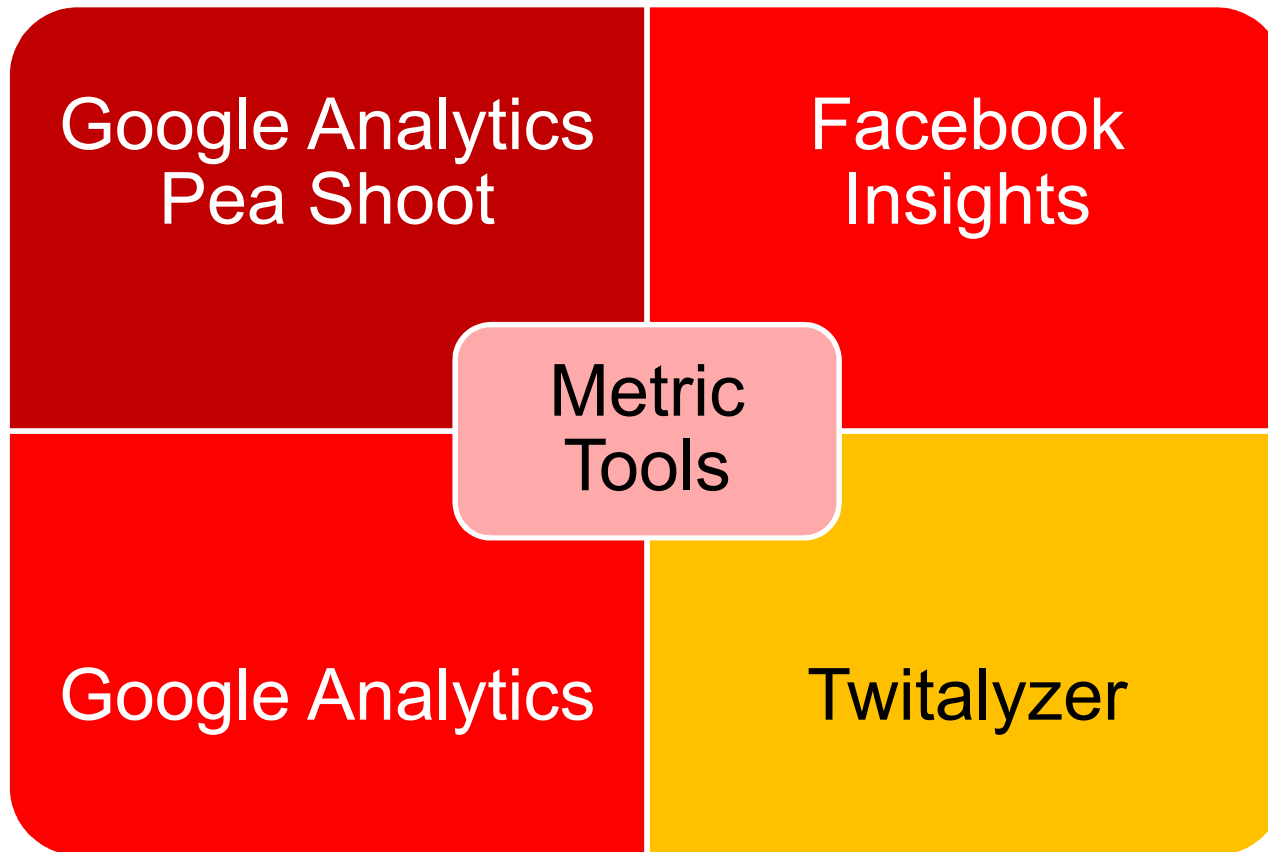 Google Analytics
Pea Shoot
Facebook
Insights
Metric
Tools
Google Analytics
Twitalyzer